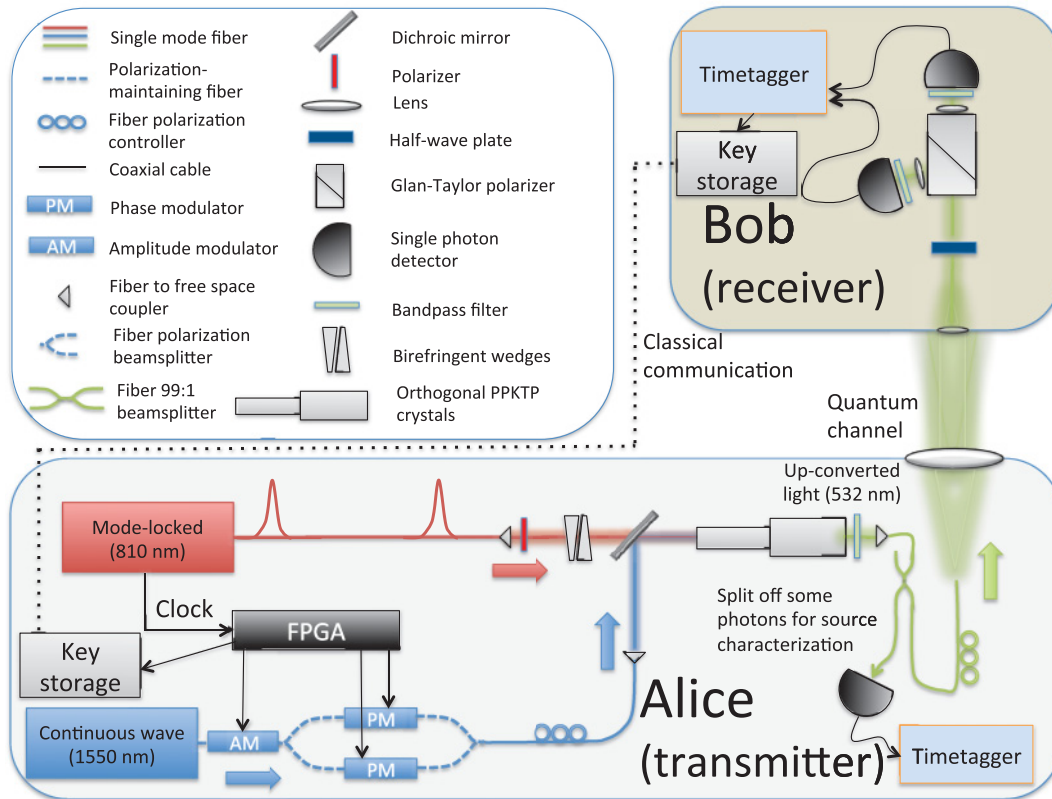 Single mode fiber
Polarization-
maintaining fiber
Fiber polarization
controller
Coaxial cable
PM
Phase modulator
AM
Amplitude modulator
Fiber to free space
coupler
Fiber polarization
beamsplitter
Fiber 99:1
beamsplitter
Dichroic mirror
Polarizer
Lens
Half-wave plate
Glan-Taylor polarizer
Single photon
detector
Bandpass filter
Birefringent wedges
Orthogonal PPKTP
crystals
Timetagger
Key
storage
Bob
(receiver)
Classical
communication
Quantum
channel
Up-converted
light (532 nm)
Mode-locked
(810 nm)
Clock
FPGA
Key
storage
Continuous wave
(1550 nm)
AM
PM
PM
Split off some
photons for source
characterization
Alice
(transmitter)
Timetagger